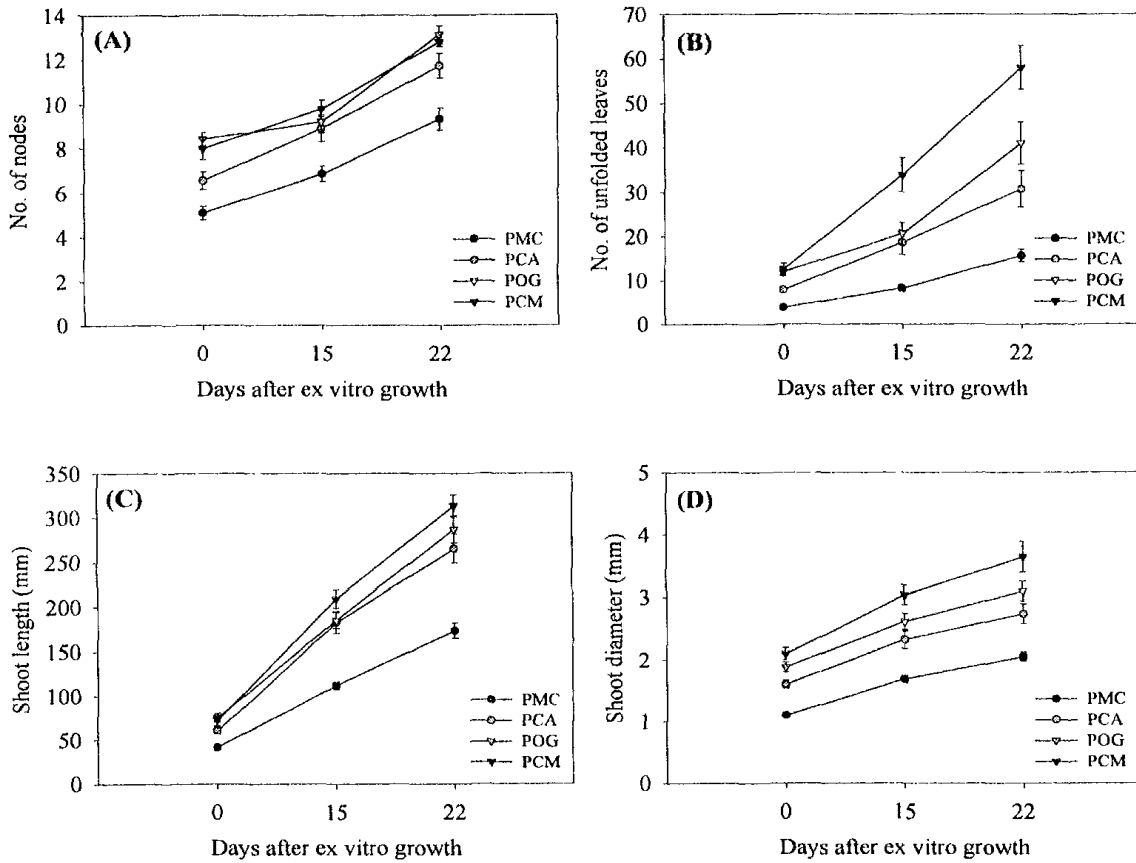 (A)
No. of nodes
14
12
10
8
6
4
2
0
PMC
PCA
POG
PCM
0 15 22
Days after ex vitro growth
(B)
No. of unfolded leaves
70
60
50
40
30
20
10
0
PMC
PCA
POG
PCM
0 15 22
Days after ex vitro growth
(C)
Shoot length (mm)
350
300
250
200
150
100
50
0
PMC
PCA
POG
PCM
0 15 22
Days after ex vitro growth
(D)
Shoot diameter (mm)
5
4
3
2
1
0
PMC
PCA
POG
PCM
0 15 22
Days after ex vitro growth